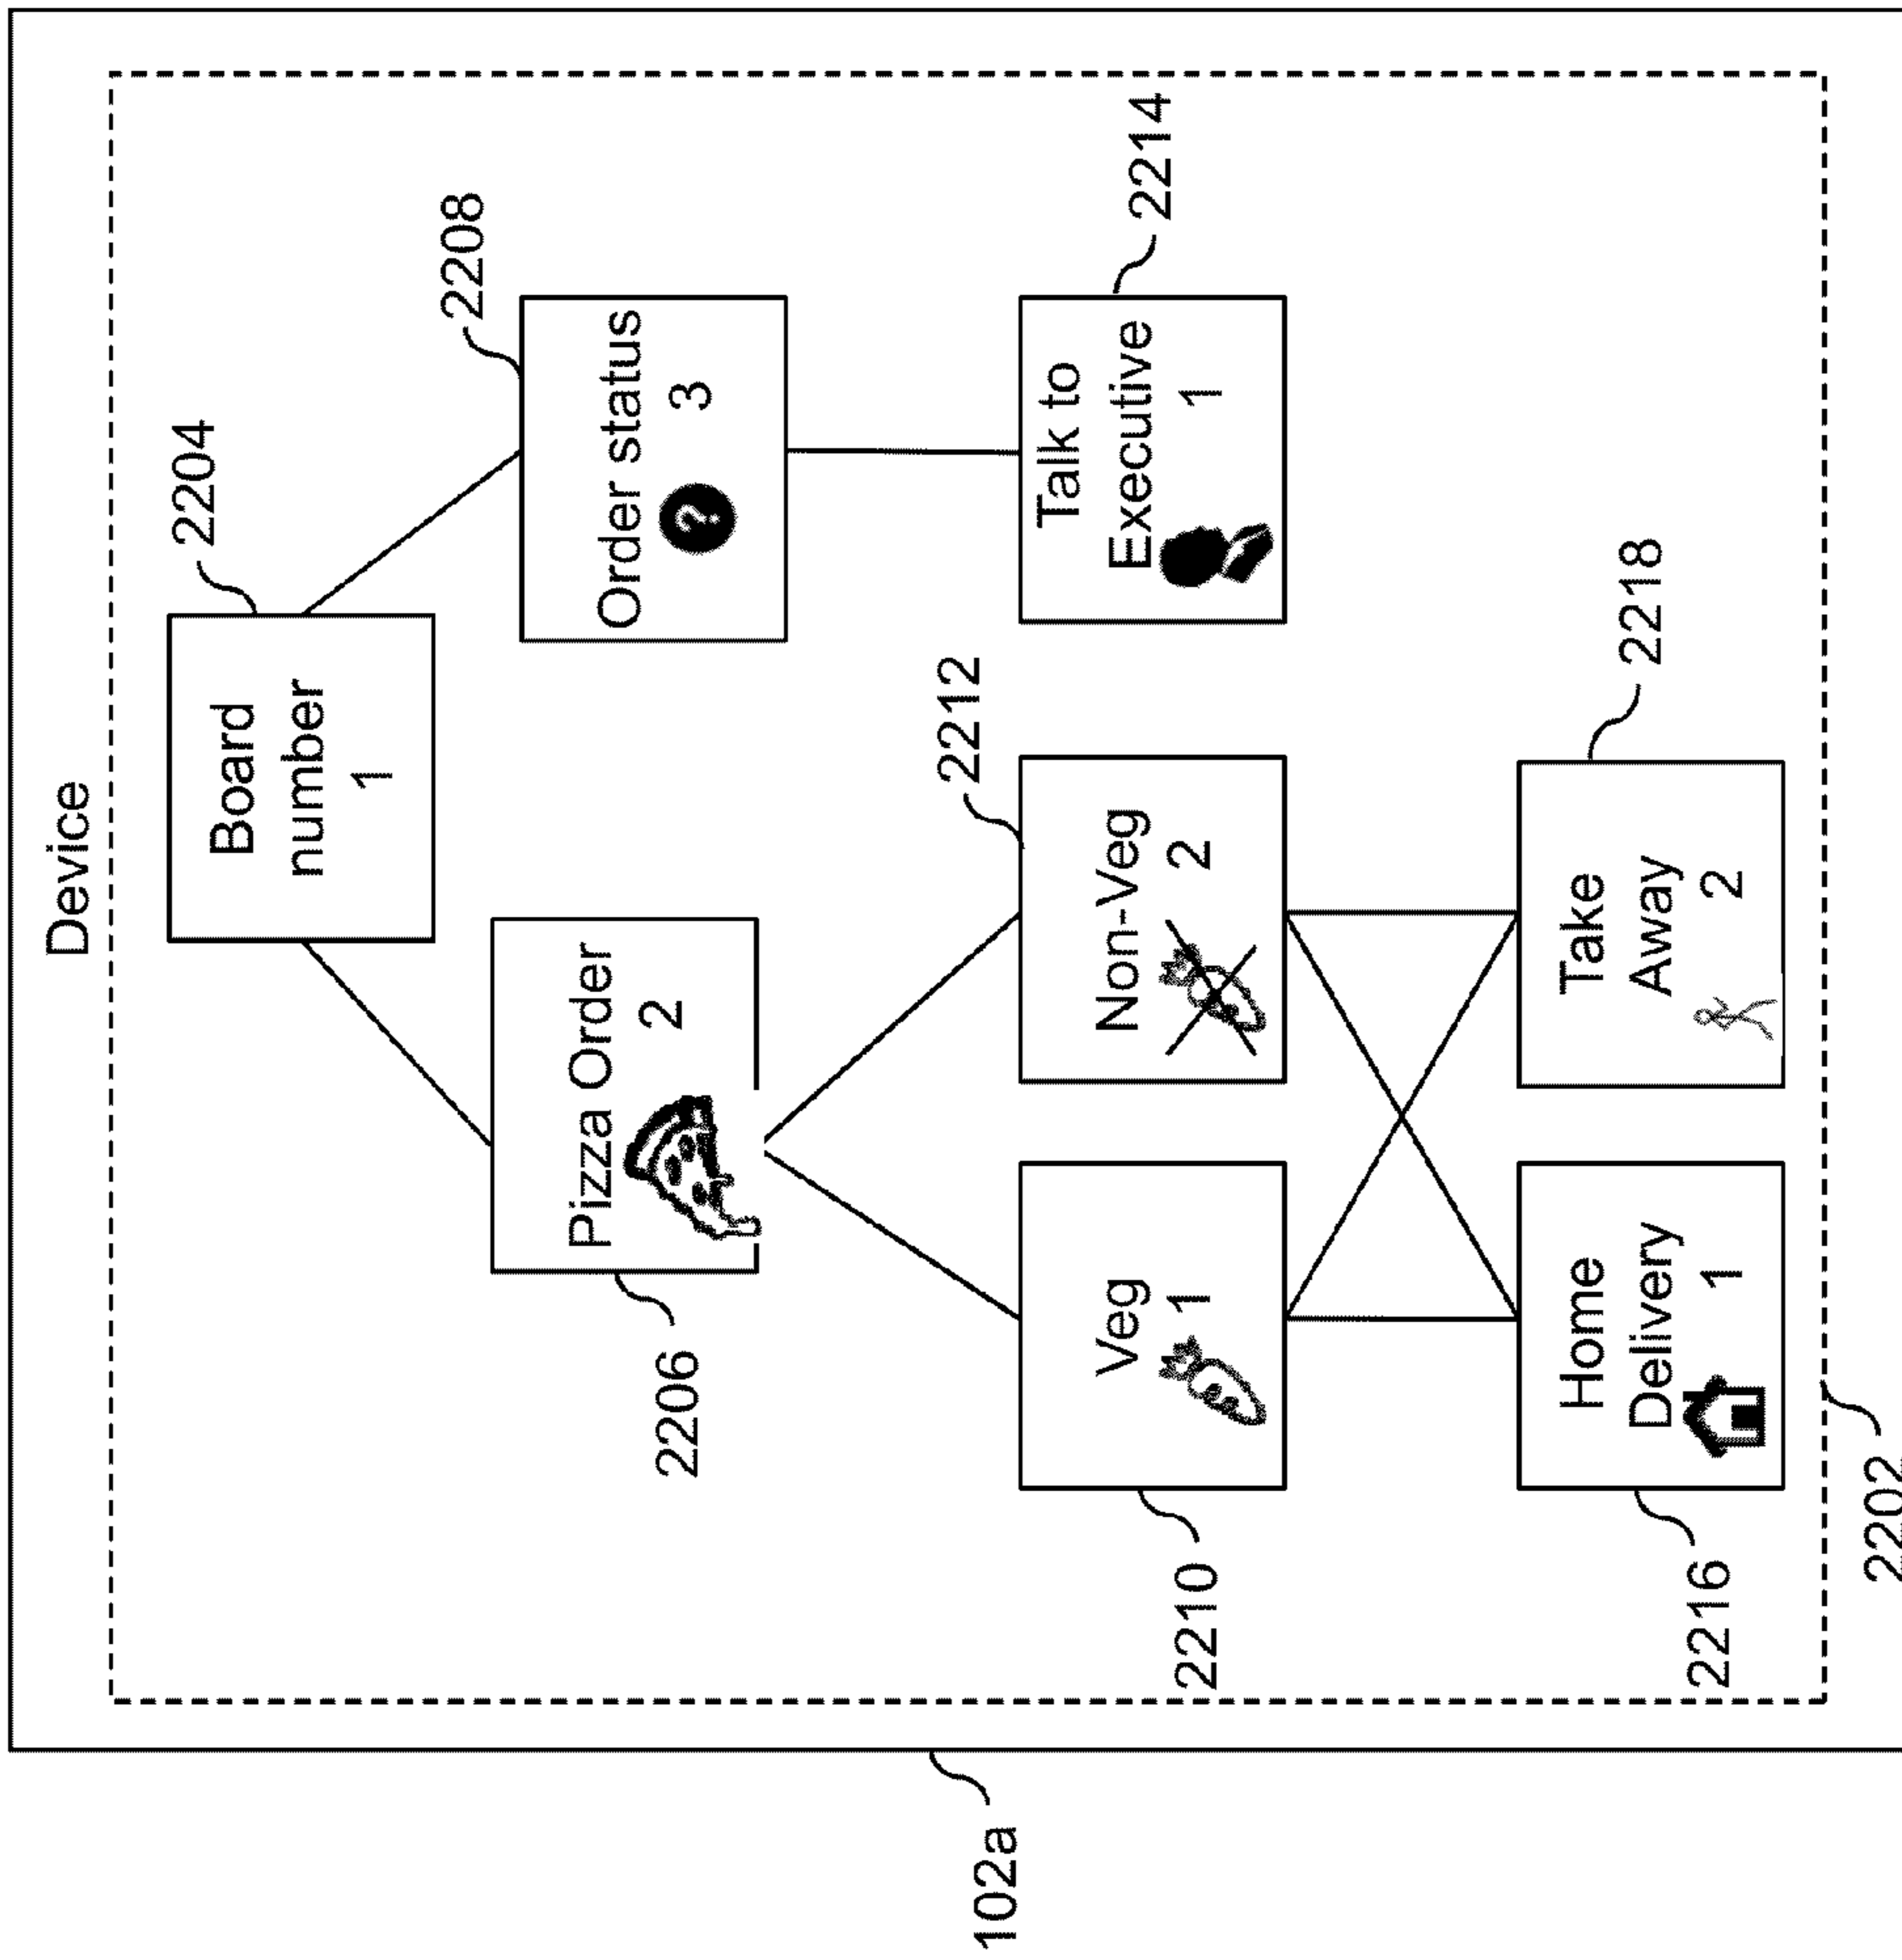 Device
2204
Board
number
1
2208
2206
Pizza Order
2
Order status
3
?
2212
2214
2210
Veg
1
Non-Veg
2
Talk to
Executive
1
2218
2216
Home
Delivery
1
Take
Away
2
2202
102a